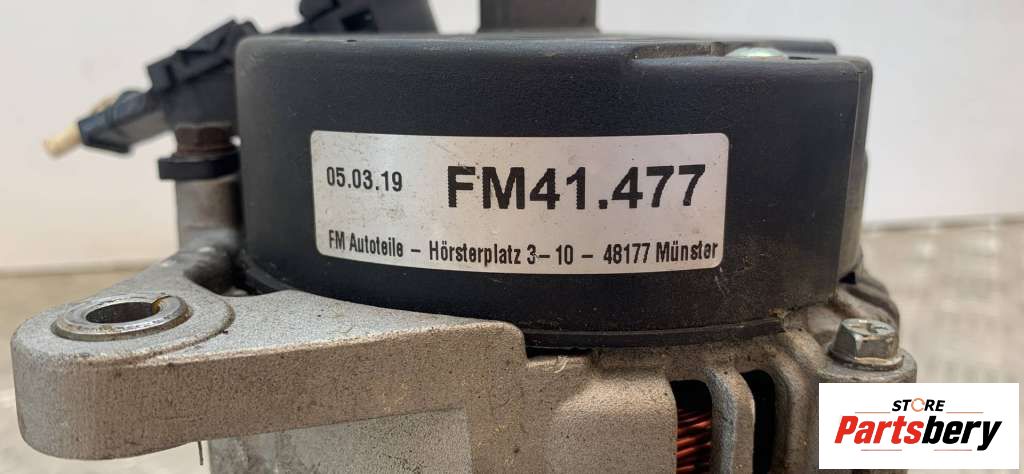 05.03.19 FM41.477
FM Autoteile - Hörsterplatz 3-10 - 48177 Münster
STORE
Partsbery